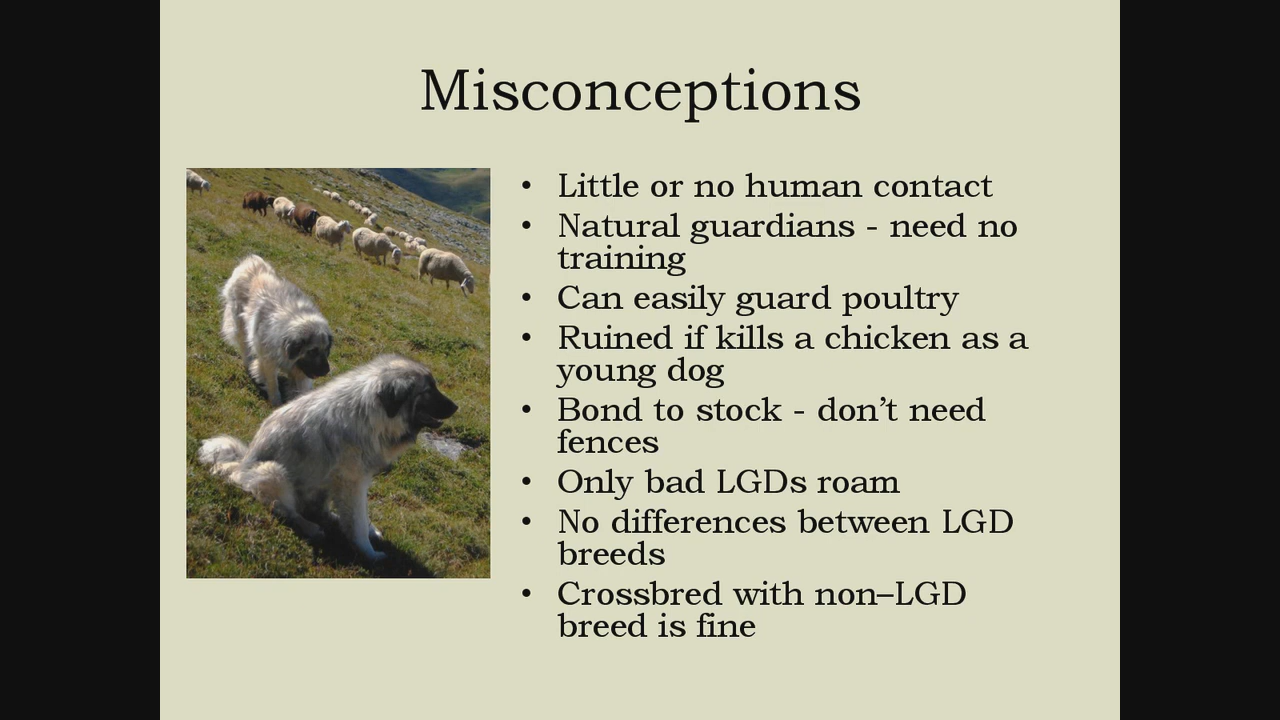 Misconceptions
• Little or no human contact
• Natural guardians - need no
training
• Can easily guard poultry
• Ruined if kills a chicken as a
young dog
• Bond to stock - don’t need
fences
• Only bad LGDs roam
• No differences between LGD
breeds
• Crossbred with non–LGD
breed is fine